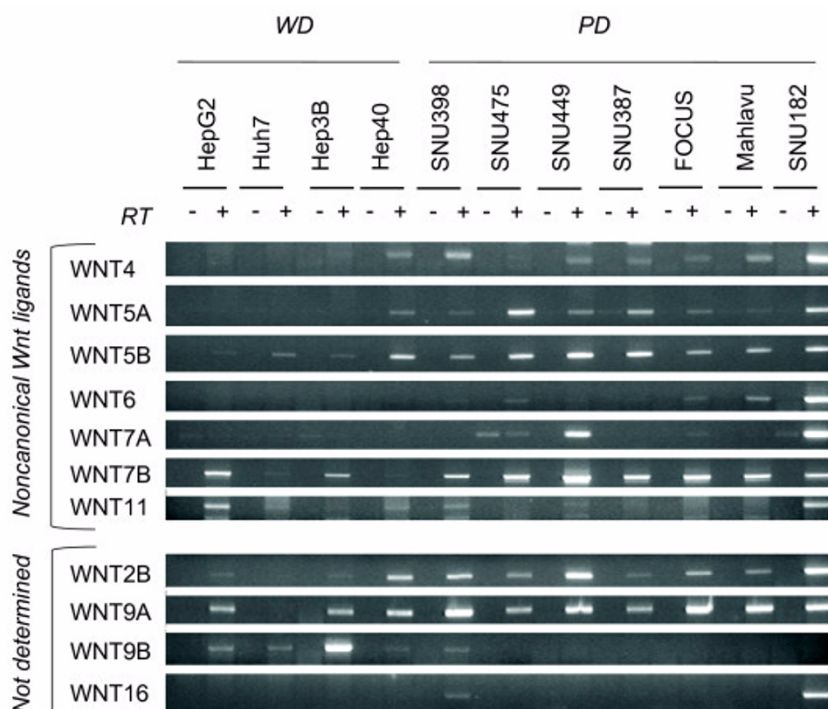 WD PD
HepG2 Huh7 Hep3B Hep40 SNU398 SNU475 SNU449 SNU387 FOCUS Mahlavu SNU182
RT - + - + - + - + - + - + - + - + - + - + - +
Noncanonical Wnt ligands
WNT4
WNT5A
WNT5B
WNT6
WNT7A
WNT7B
WNT11
Not determined
WNT2B
WNT9A
WNT9B
WNT16